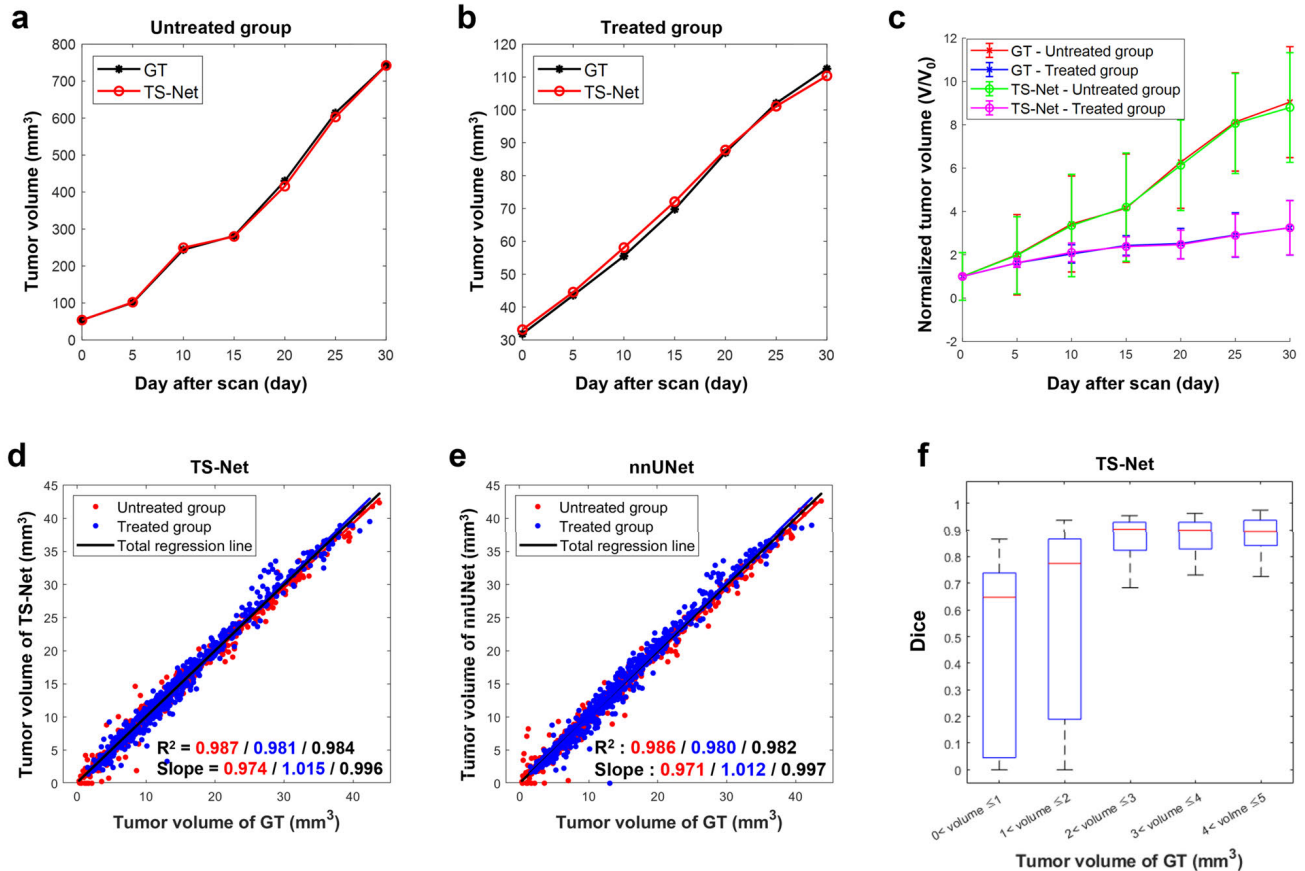 a
Untreated group
800
700
600
500
400
300
200
100
0
GT
TS-Net
Tumor volume (mm³)
0 5 10 15 20 25 30
Day after scan (day)
b
Treated group
120
110
100
90
80
70
60
50
40
30
GT
TS-Net
Tumor volume (mm³)
0 5 10 15 20 25 30
Day after scan (day)
c
12
10
8
6
4
2
0
-2
GT - Untreated group
GT - Treated group
TS-Net - Untreated group
TS-Net - Treated group
Normalized tumor volume (V/V₀)
0 5 10 15 20 25 30
Day after scan (day)
d
TS-Net
45
40
35
30
25
20
15
10
5
0
Untreated group
Treated group
Total regression line
Tumor volume of TS-Net (mm³)
R² = 0.987 / 0.981 / 0.984
Slope = 0.974 / 1.015 / 0.996
0 10 20 30 40
Tumor volume of GT (mm³)
e
nnUNet
45
40
35
30
25
20
15
10
5
0
Untreated group
Treated group
Total regression line
Tumor volume of nnUNet (mm³)
R² : 0.986 / 0.980 / 0.982
Slope : 0.971 / 1.012 / 0.997
0 10 20 30 40
Tumor volume of GT (mm³)
f
TS-Net
1
0.9
0.8
0.7
0.6
0.5
0.4
0.3
0.2
0.1
0
Dice
0< volume ≤1
1< volume ≤2
2< volume ≤3
3< volume ≤4
4< volme ≤5
Tumor volume of GT (mm³)